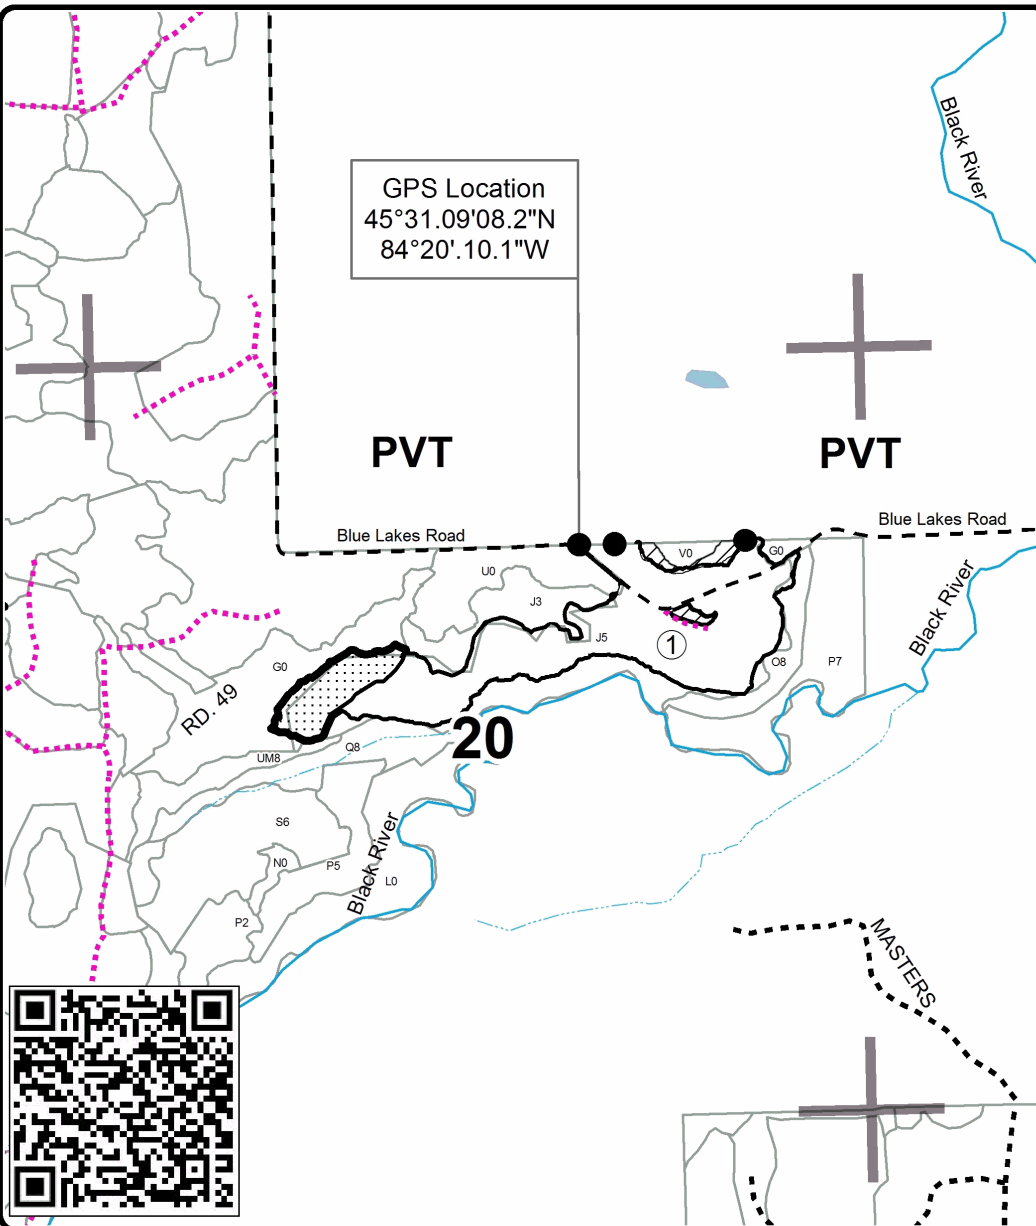 Black River
GPS Location
45°31.09'08.2"N
84°20'.10.1"W
PVT
PVT
Blue Lakes Road
Blue Lakes Road
V0
G0
U0
J3
J5
1
O8
P7
Black River
G0
RD. 49
20
Q8
UM8
S6
N0
P5
L0
P2
Black River
MASTERS